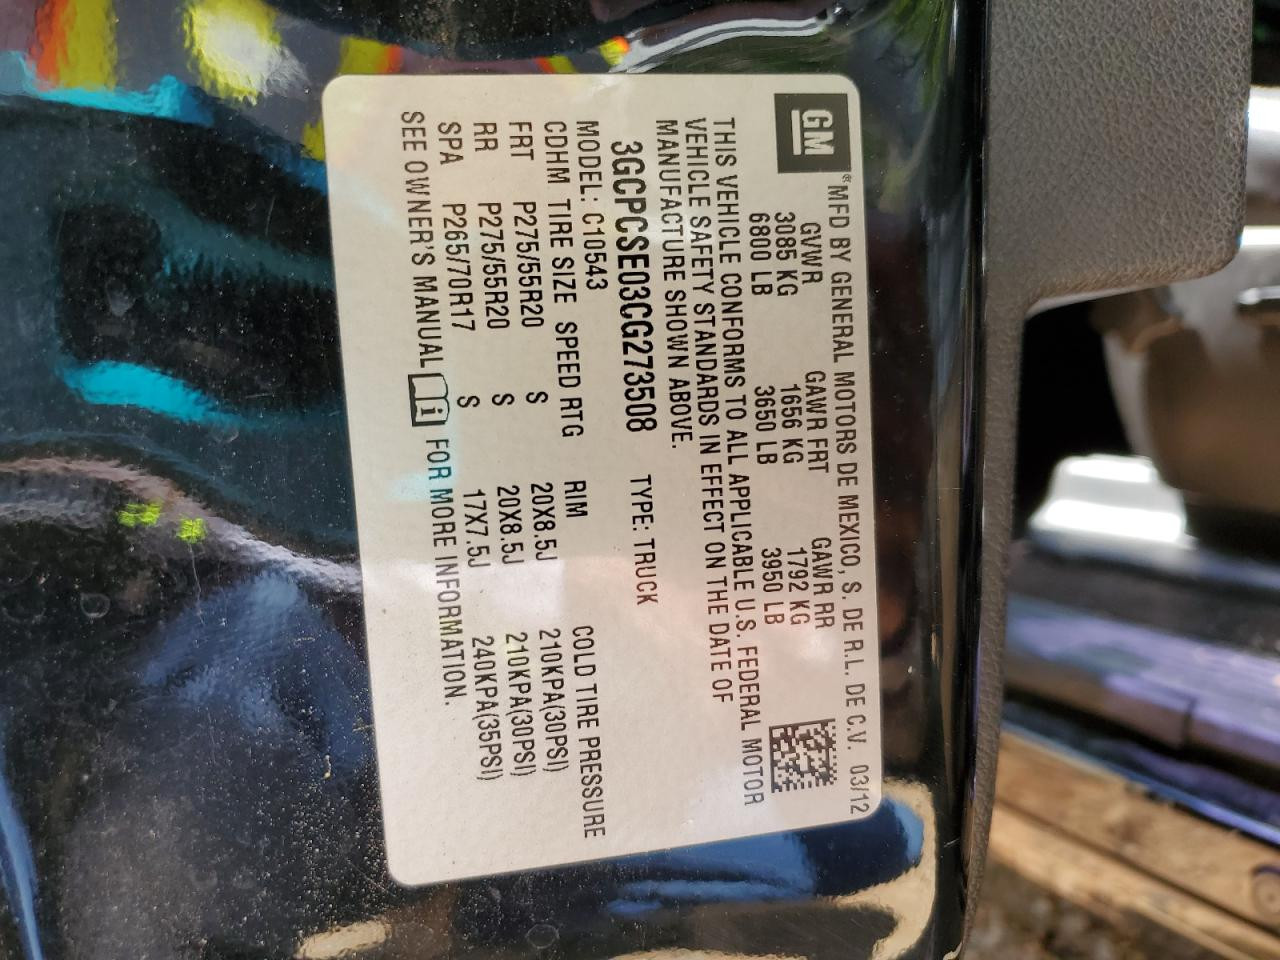 GM
®MFD BY GENERAL MOTORS DE MEXICO, S. DE R.L. DE C.V. 03/12
GVWR GAWR FRT GAWR RR
3085 KG 1656 KG 1792 KG
6800 LB 3650 LB 3950 LB
THIS VEHICLE CONFORMS TO ALL APPLICABLE U.S. FEDERAL MOTOR
VEHICLE SAFETY STANDARDS IN EFFECT ON THE DATE OF
MANUFACTURE SHOWN ABOVE.
3GCPCSE03CG273508 TYPE: TRUCK
MODEL: C10543
CDHM TIRE SIZE SPEED RTG RIM COLD TIRE PRESSURE
FRT P275/55R20 S 20X8.5J 210KPA(30PSI)
RR P275/55R20 S 20X8.5J 210KPA(30PSI)
SPA P265/70R17 S 17X7.5J 240KPA(35PSI)
SEE OWNER'S MANUAL i FOR MORE INFORMATION.